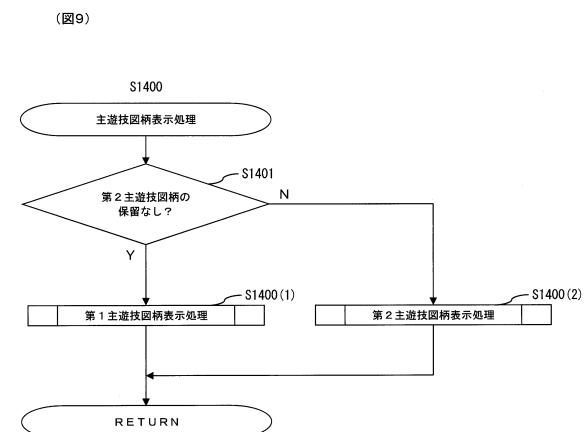 （図９）
S1400
主遊技図柄表示処理
S1401
第２主遊技図柄の
保留なし？
N
Y
S1400(1)
第１主遊技図柄表示処理
S1400(2)
第２主遊技図柄表示処理
ＲＥＴＵＲＮ